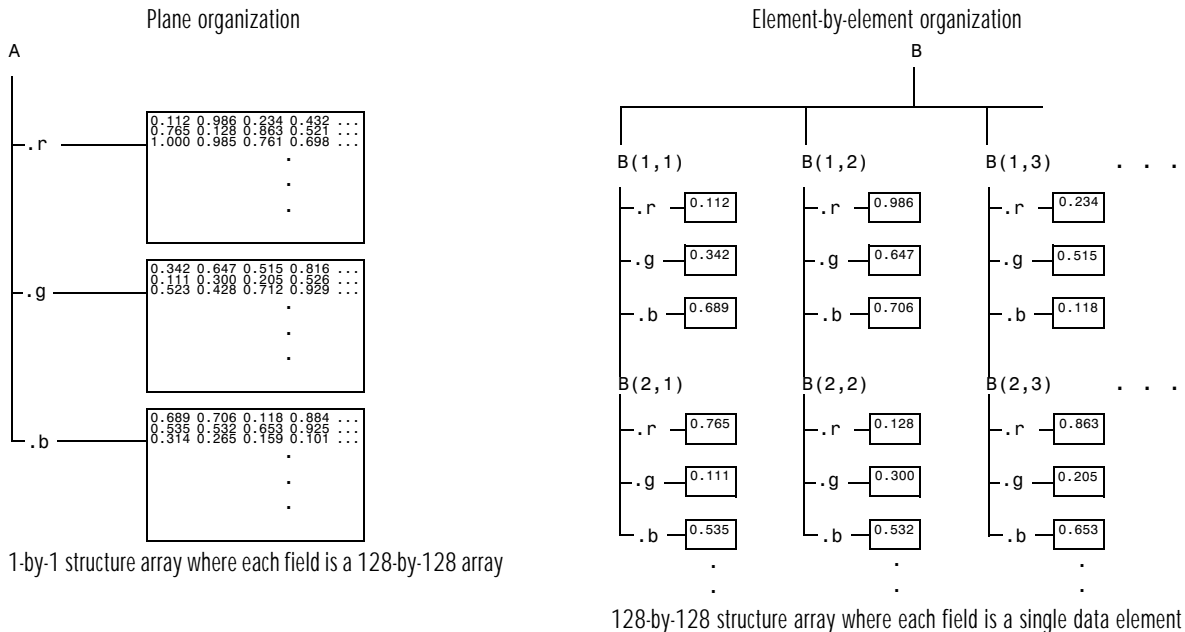 Plane organization
A
.r
0.112 0.986 0.234 0.432 ...
0.765 0.128 0.863 0.521 ...
1.000 0.985 0.761 0.698 ...
.
.
.
.g
0.342 0.647 0.515 0.816 ...
0.111 0.300 0.205 0.526 ...
0.523 0.428 0.712 0.929 ...
.
.
.
.b
0.689 0.706 0.118 0.884 ...
0.535 0.532 0.653 0.925 ...
0.314 0.265 0.159 0.101 ...
.
.
.
1-by-1 structure array where each field is a 128-by-128 array
Element-by-element organization
B
B(1,1) B(1,2) B(1,3) . . .
.r 0.112 .r 0.986 .r 0.234
.g 0.342 .g 0.647 .g 0.515
.b 0.689 .b 0.706 .b 0.118
B(2,1) B(2,2) B(2,3) . . .
.r 0.765 .r 0.128 .r 0.863
.g 0.111 .g 0.300 .g 0.205
.b 0.535 .b 0.532 .b 0.653
. . .
. . .
128-by-128 structure array where each field is a single data element